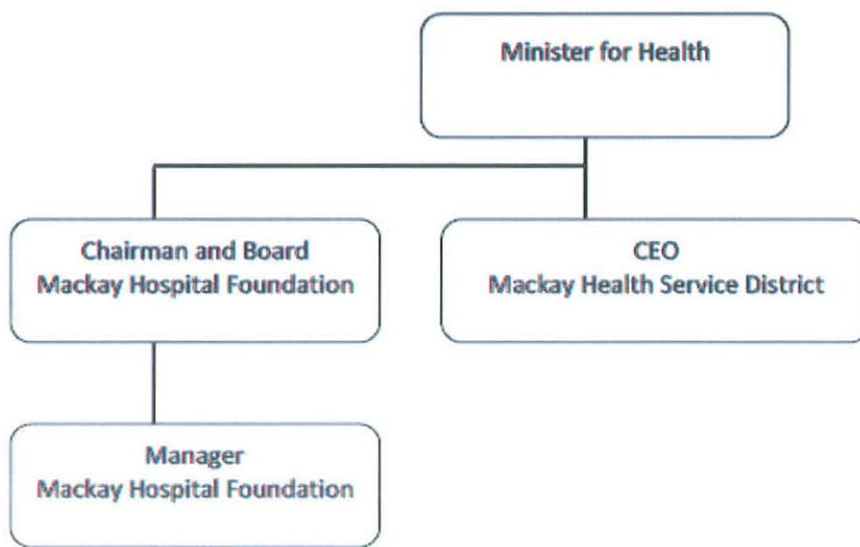 Minister for Health
Chairman and Board
Mackay Hospital Foundation
CEO
Mackay Health Service District
Manager
Mackay Hospital Foundation